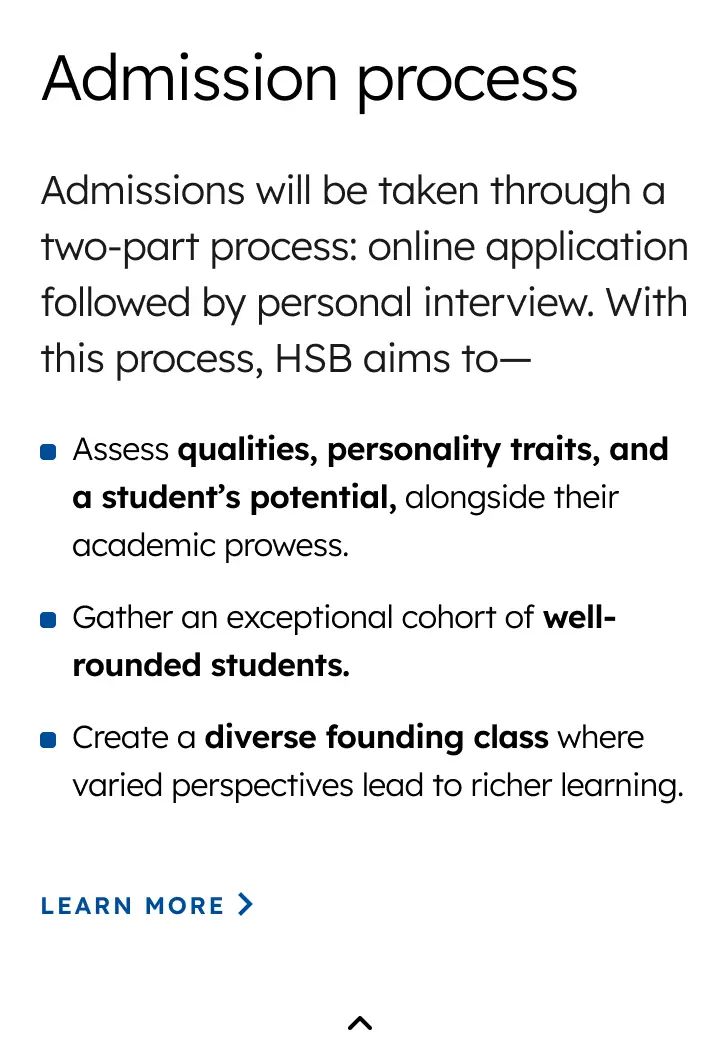 Admission process
Admissions will be taken through a
two-part process: online application
followed by personal interview. With
this process, HSB aims to—
Assess qualities, personality traits, and
a student’s potential, alongside their
academic prowess.
Gather an exceptional cohort of well-
rounded students.
Create a diverse founding class where
varied perspectives lead to richer learning.
LEARN MORE